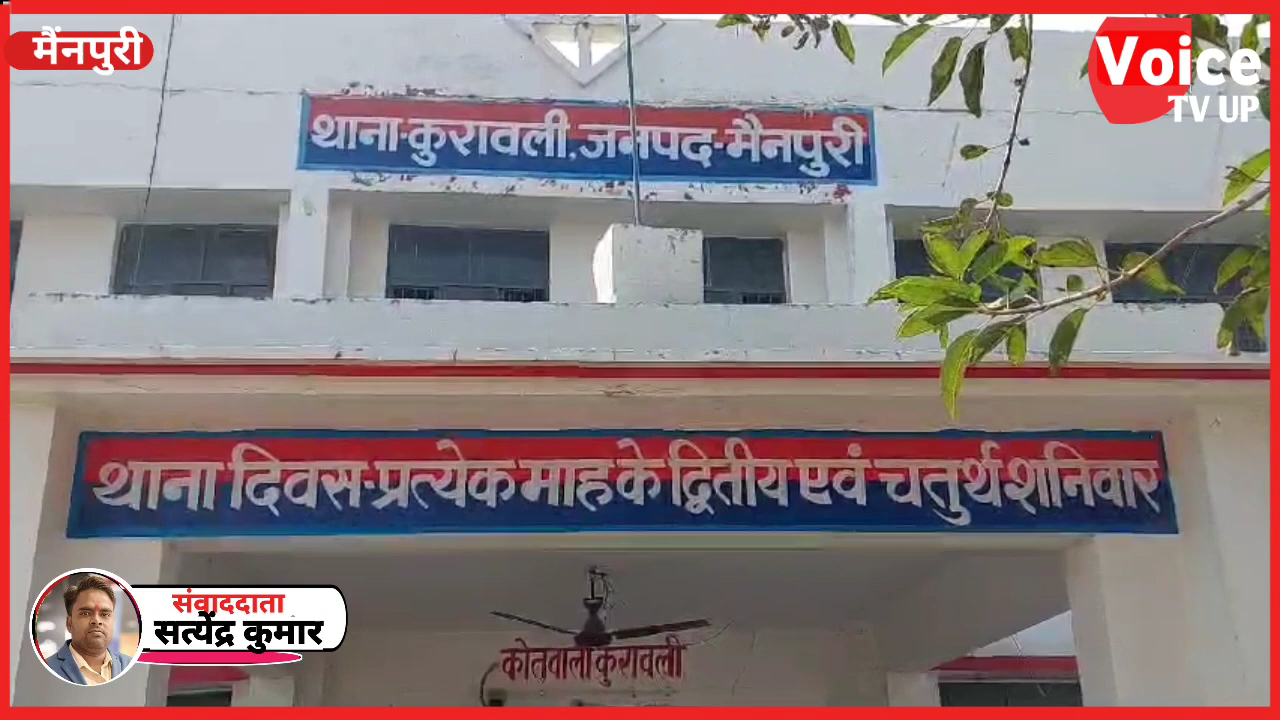 मैंनपुरी
Voice
TV UP
थाना-कुरावली, जनपद-मैनपुरी
थाना दिवस-प्रत्येक माह के द्वितीय एवं चतुर्थ शनिवार
संवाददाता
सत्येंद्र कुमार
कोतवाली कुरावली